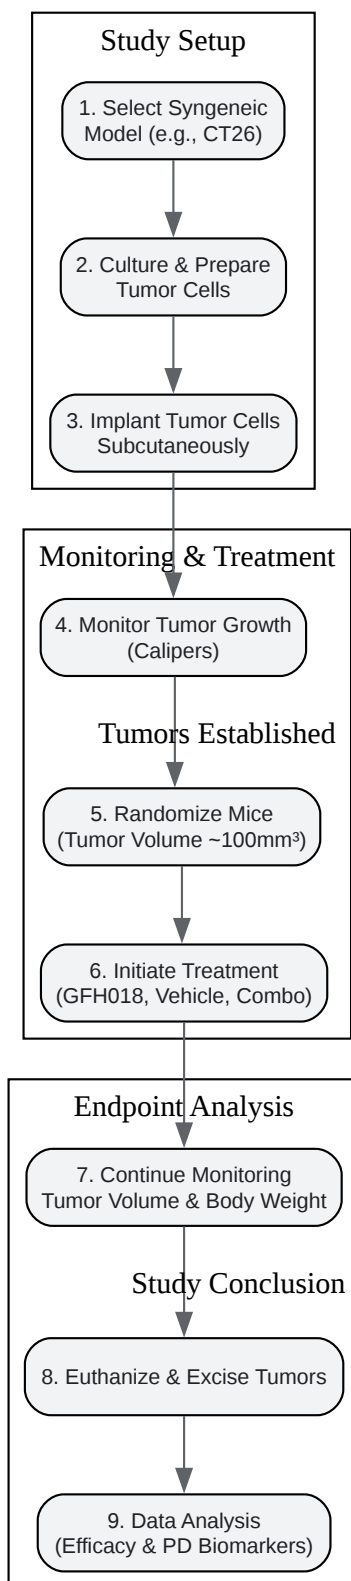 Study Setup
1. Select Syngeneic
Model (e.g., CT26)
2. Culture & Prepare
Tumor Cells
3. Implant Tumor Cells
Subcutaneously
Monitoring & Treatment
4. Monitor Tumor Growth
(Calipers)
Tumors Established
5. Randomize Mice
(Tumor Volume ~100mm³)
6. Initiate Treatment
(GFH018, Vehicle, Combo)
Endpoint Analysis
7. Continue Monitoring
Tumor Volume & Body Weight
Study Conclusion
8. Euthanize & Excise Tumors
9. Data Analysis
(Efficacy & PD Biomarkers)